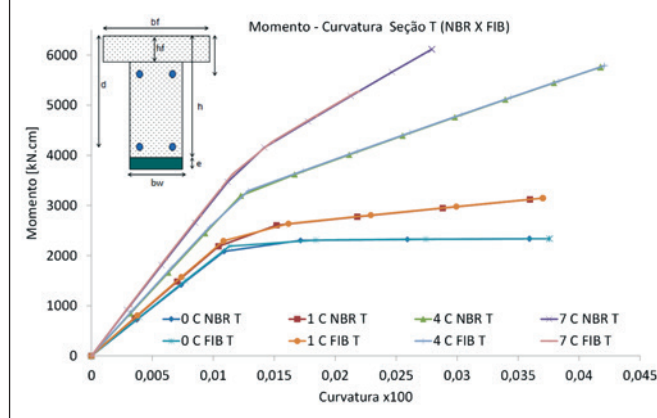 Momento - Curvatura Seção T (NBR X FIB)
bf
hf
d
h
e
bw
Momento [kN.cm]
7000
6000
5000
4000
3000
2000
1000
0
0 C NBR T
1 C NBR T
4 C NBR T
7 C NBR T
0 C FIB T
1 C FIB T
4 C FIB T
7 C FIB T
0
0,005
0,01
0,015
0,02
0,025
0,03
0,035
0,04
0,045
Curvatura x100